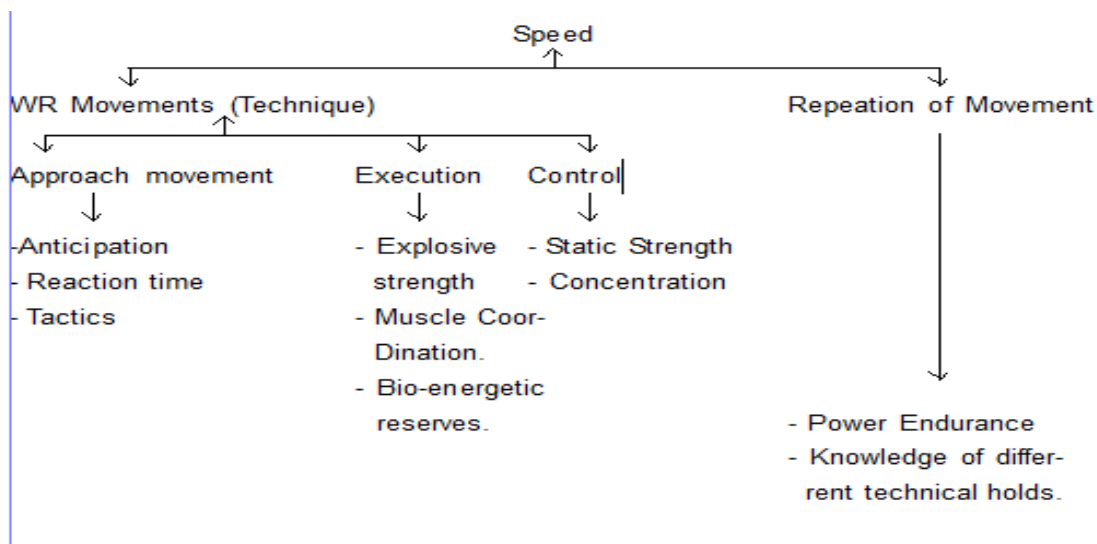 Speed
WR Movements (Technique)
Repeation of Movement
Approach movement
Execution
Control
-Anticipation
- Reaction time
- Tactics
- Explosive
strength
- Muscle Coor-
Dination.
- Bio-energetic
reserves.
- Static Strength
- Concentration
- Power Endurance
- Knowledge of differ-
rent technical holds.